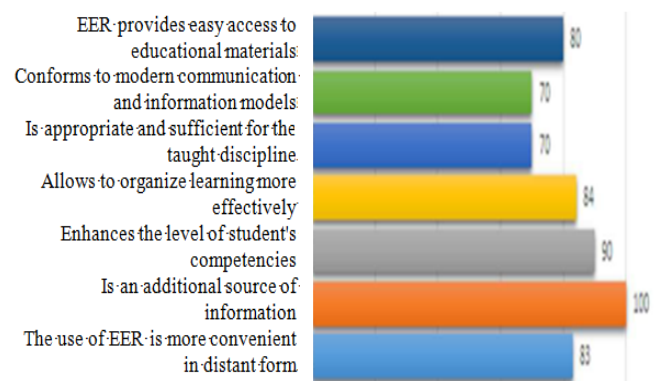 EER provides easy access to
educational materials
80
Conforms to modern communication
and information models
70
Is appropriate and sufficient for the
taught discipline
70
Allows to organize learning more
effectively
84
Enhances the level of student's
competencies
90
Is an additional source of
information
100
The use of EER is more convenient
in distant form
83